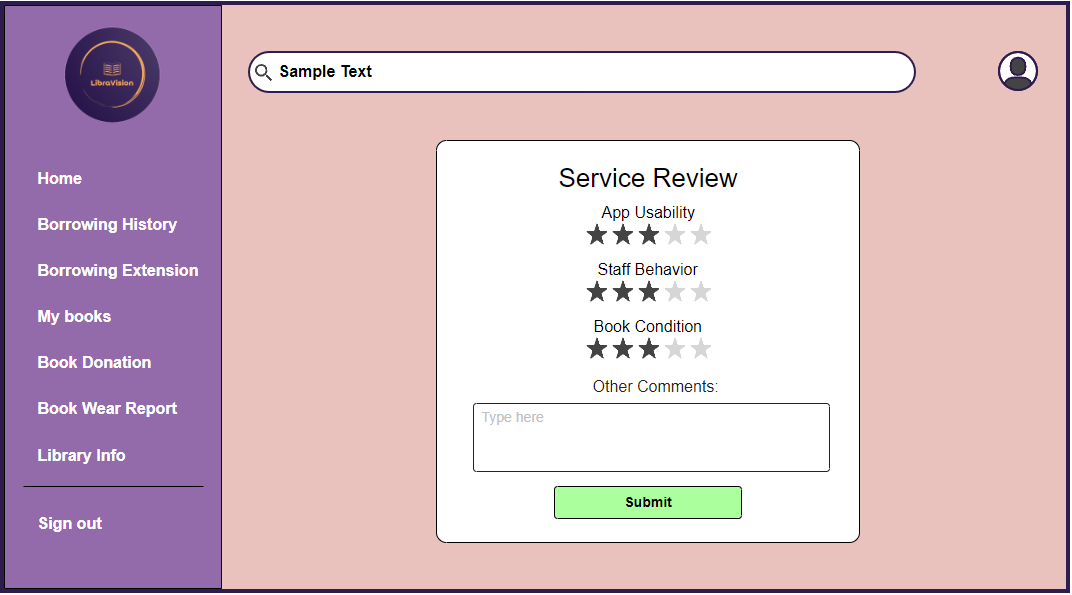 LibraVision
Sample Text
Home
Borrowing History
Borrowing Extension
My books
Book Donation
Book Wear Report
Library Info
Sign out
Service Review
App Usability
Staff Behavior
Book Condition
Other Comments:
Type here
Submit